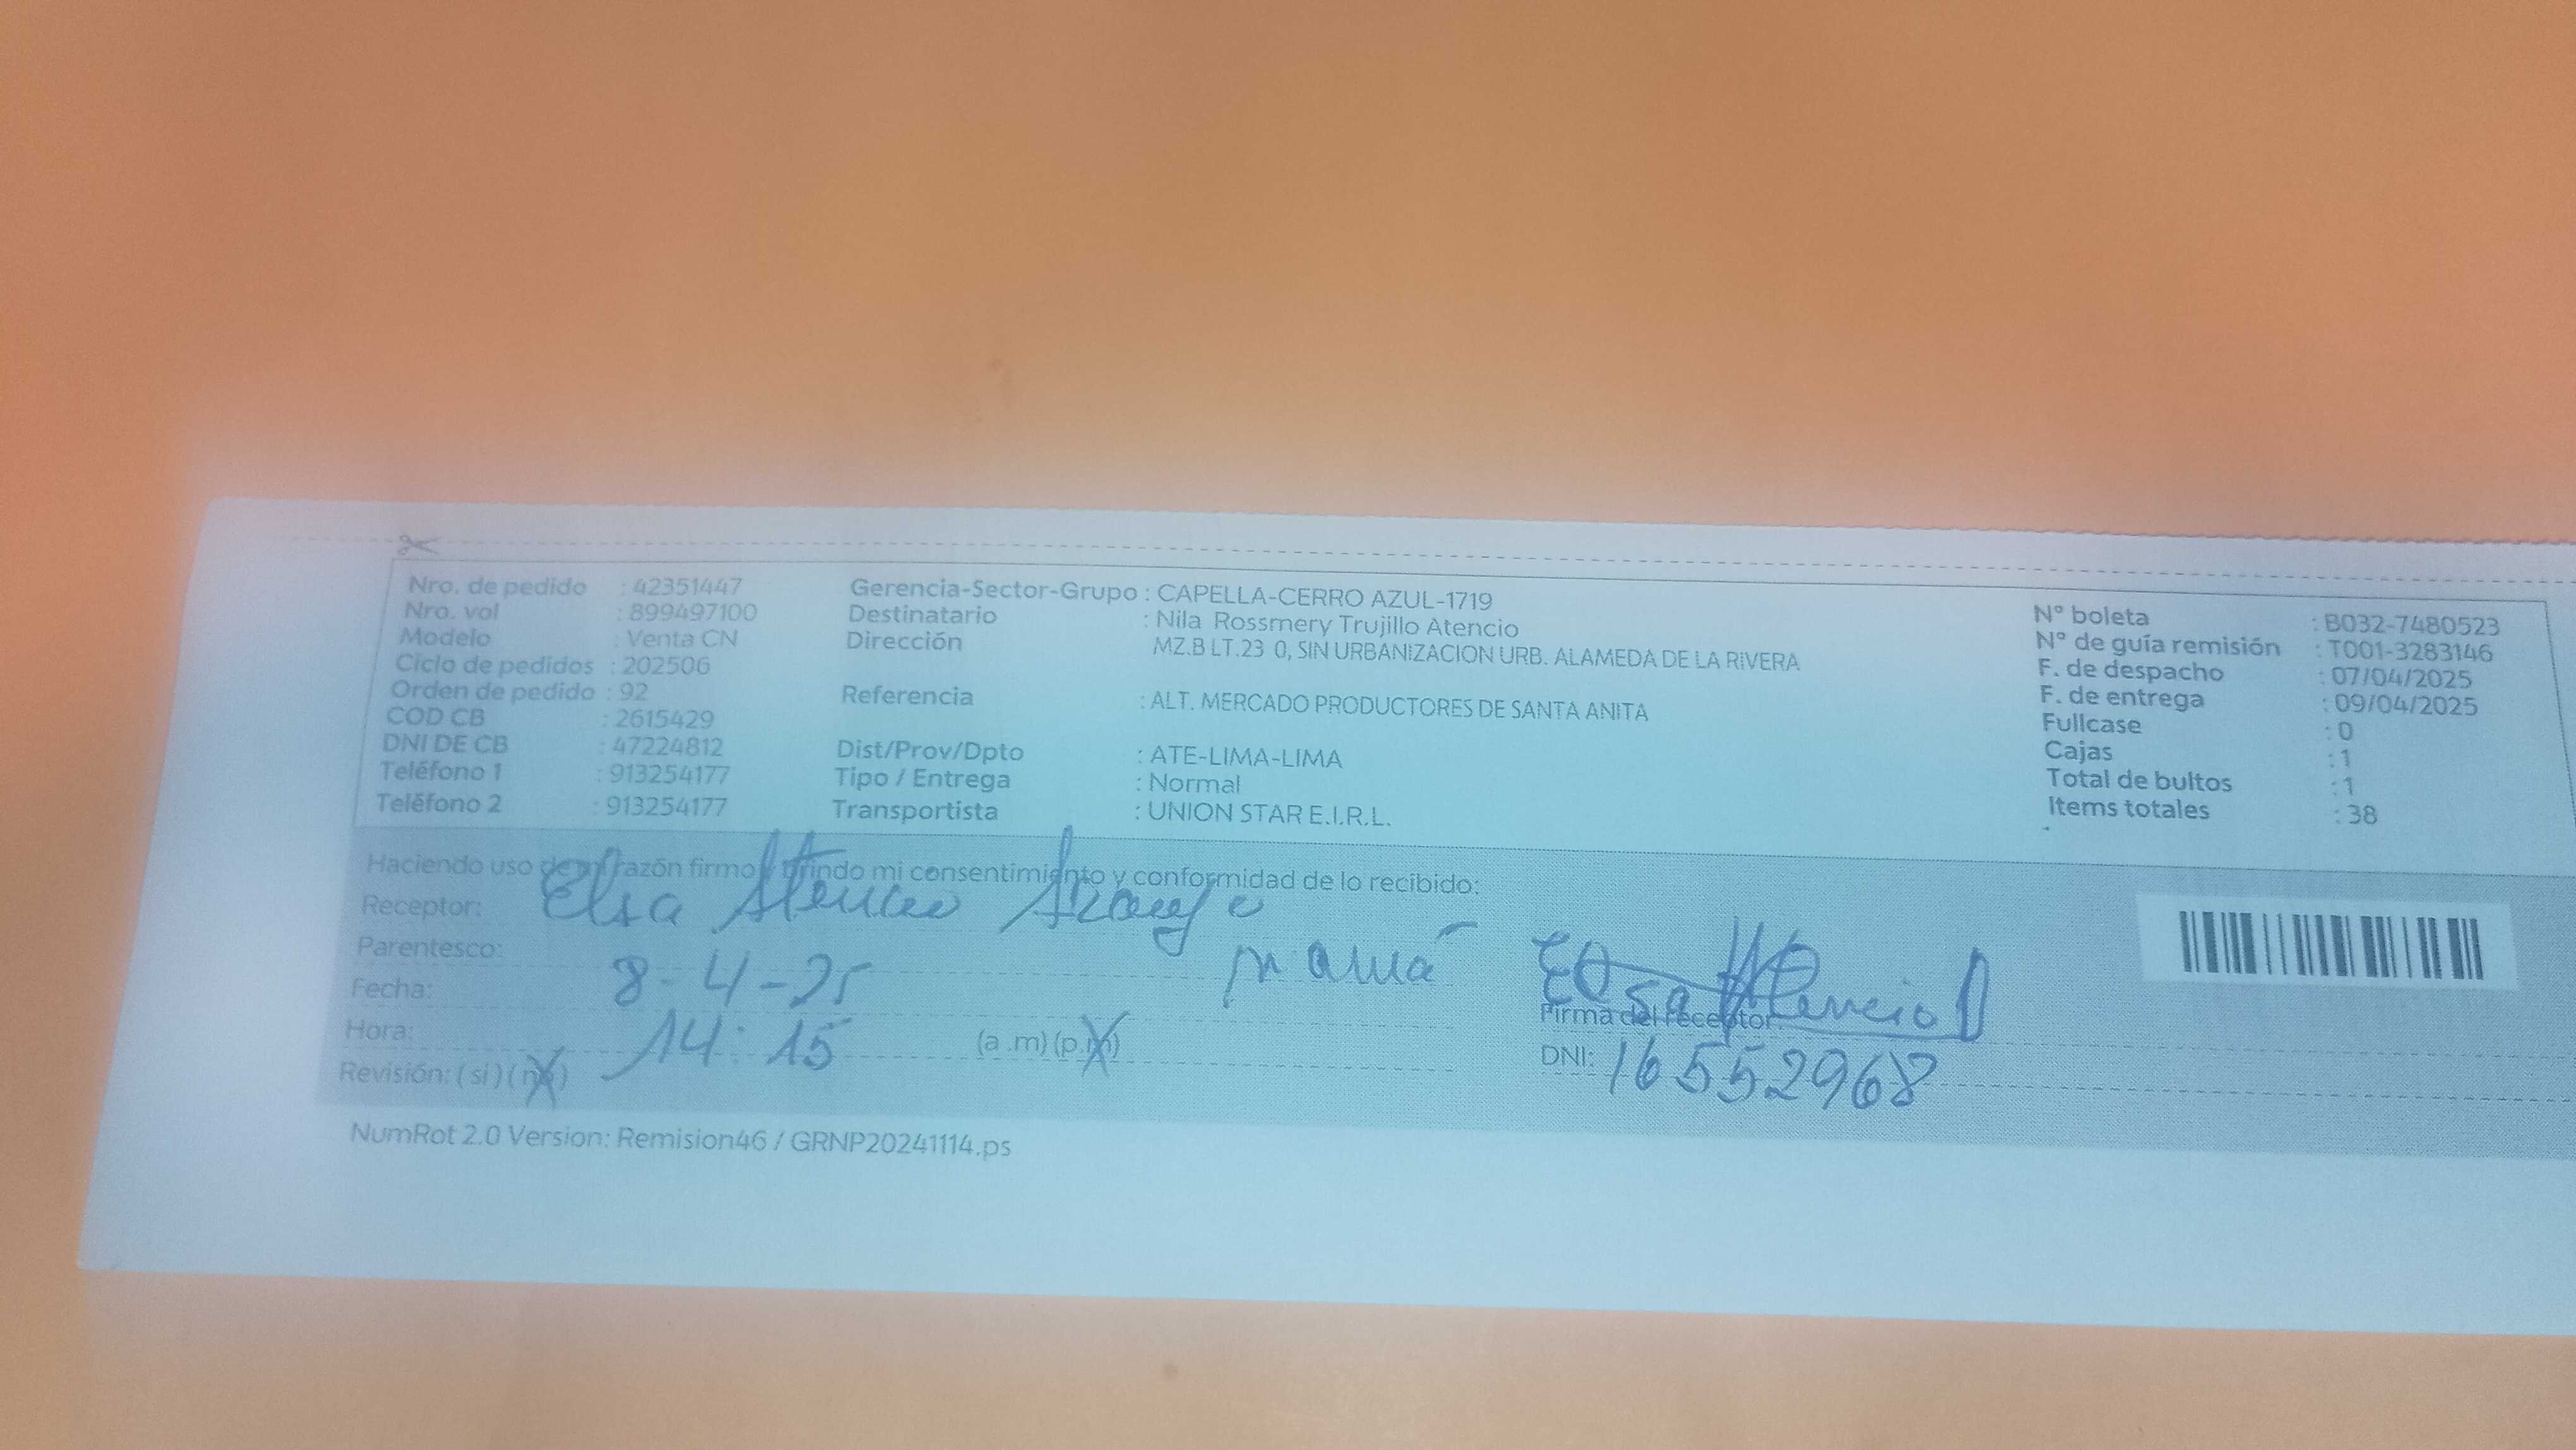 Nro. de pedido : 42351447
Nro. vol : 899497100
Modelo : Venta CN
Ciclo de pedidos : 202506
Orden de pedido : 92
COD CB : 2615429
DNI DE CB : 47224812
Teléfono 1 : 913254177
Teléfono 2 : 913254177
Gerencia-Sector-Grupo : CAPELLA-CERRO AZUL-1719
Destinatario : Nila Rossmery Trujillo Atencio
Dirección MZ.B LT.23 0, SIN URBANIZACION URB. ALAMEDA DE LA RIVERA
Referencia : ALT. MERCADO PRODUCTORES DE SANTA ANITA
Dist/Prov/Dpto : ATE-LIMA-LIMA
Tipo / Entrega : Normal
Transportista : UNION STAR E.I.R.L.
N° boleta : B032-7480523
N° de guía remisión : T001-3283146
F. de despacho : 07/04/2025
F. de entrega : 09/04/2025
Fullcase : 0
Cajas : 1
Total de bultos : 1
Items totales : 38
Haciendo uso de razón firmo brindo mi consentimiento y conformidad de lo recibido:
Receptor: Elsa Atencio
Parentesco: mamá
Fecha: 8-4-25
Hora: 14:15 (a.m) (p.m)
Revisión: (si) (no)
Elsa Atencio
Firma del receptor
DNI: 16552968
NumRot 2.0 Version: Remision46 / GRNP20241114.ps